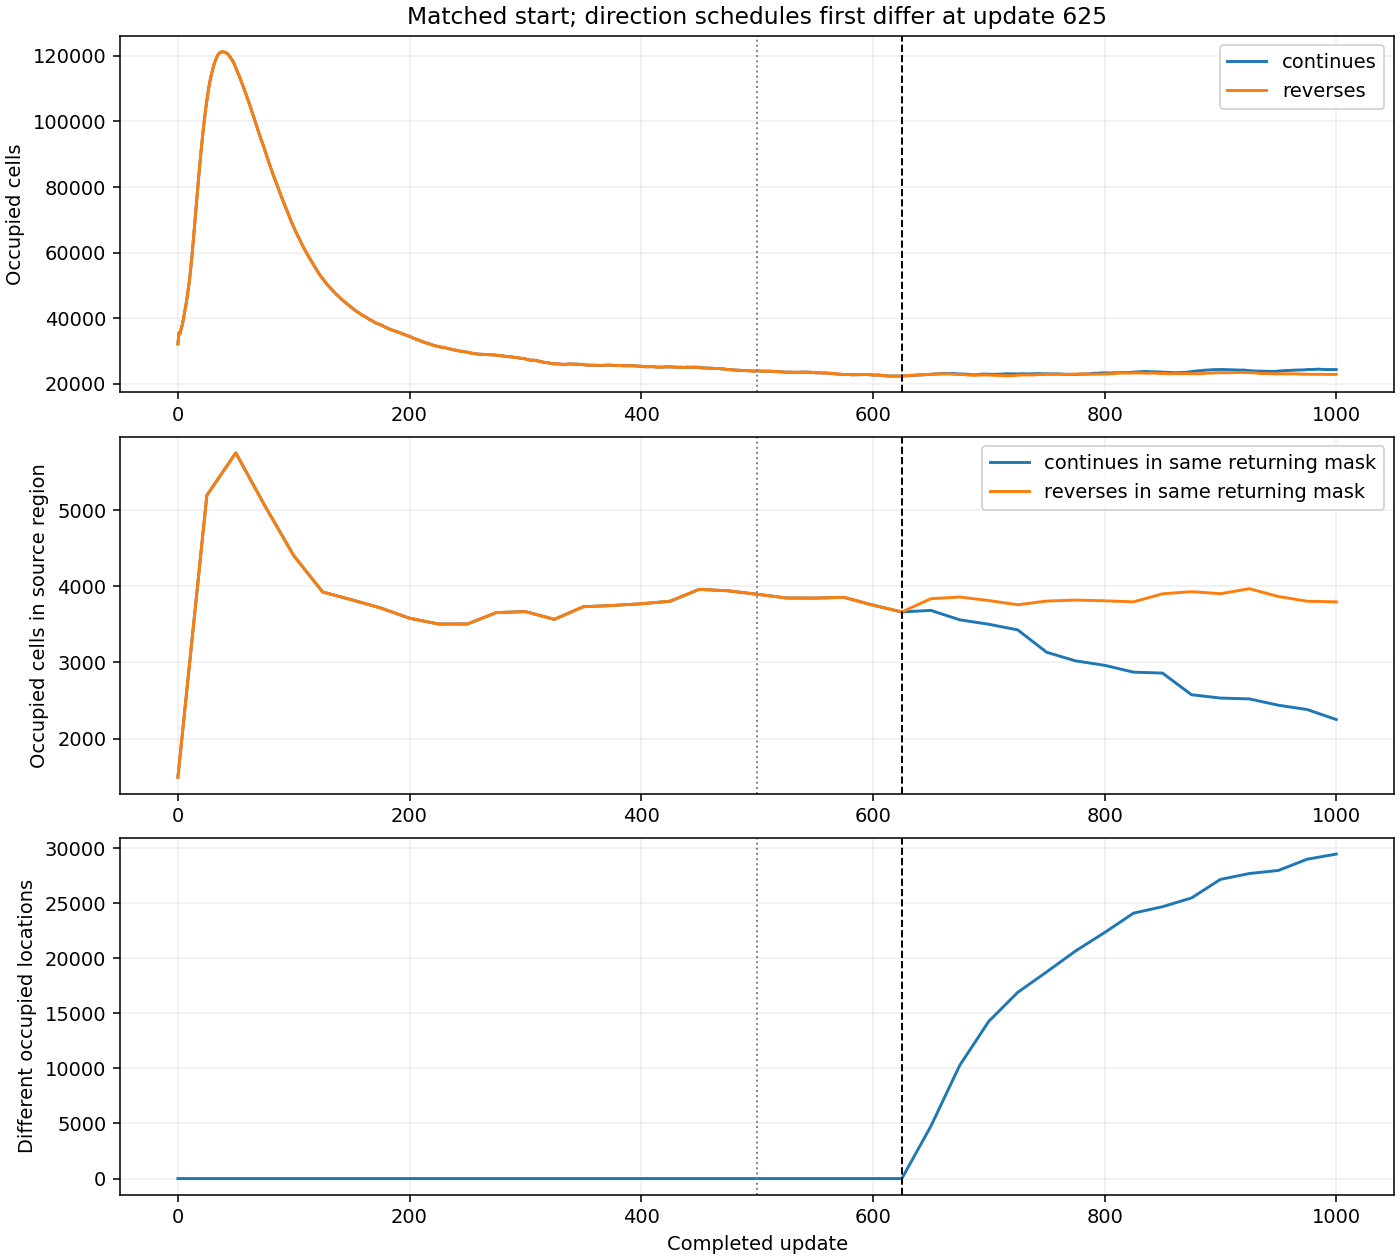 Matched start; direction schedules first differ at update 625
Occupied cells
120000
100000
80000
60000
40000
20000
continues
reverses
0 200 400 600 800 1000
Occupied cells in source region
5000
4000
3000
2000
continues in same returning mask
reverses in same returning mask
0 200 400 600 800 1000
Different occupied locations
30000
25000
20000
15000
10000
5000
0
0 200 400 600 800 1000
Completed update